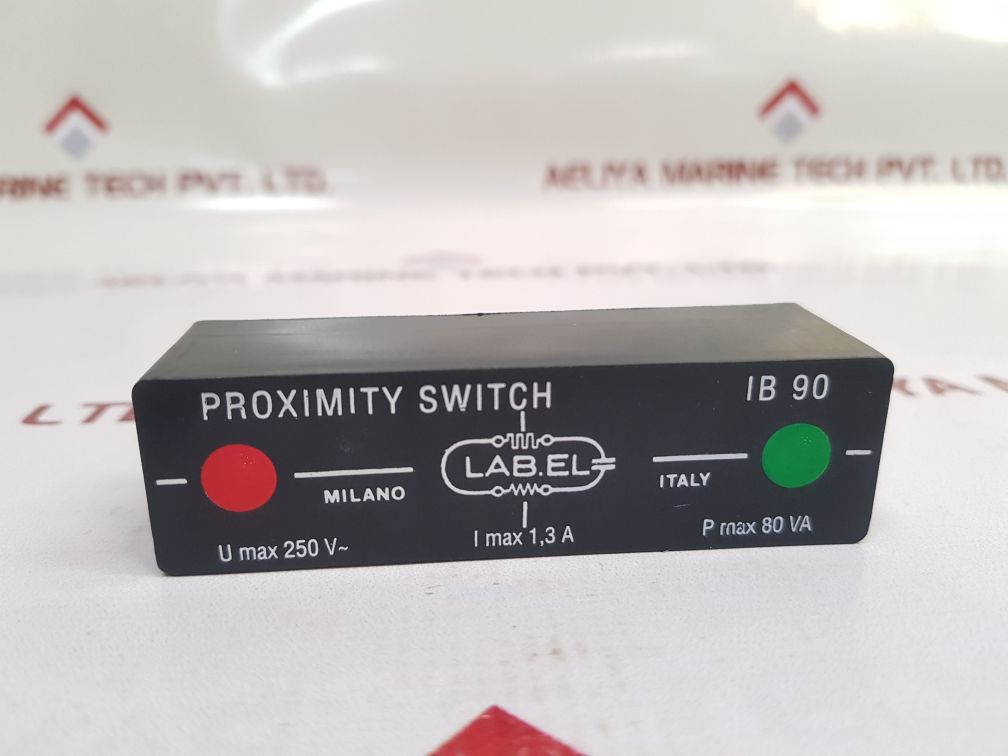 RINE TECH PVT. LTD.
AELIYA MARINE TECH PVT. LTD.
PROXIMITY SWITCH
IB 90
LAB.EL
MILANO
ITALY
U max 250 V~
I max 1,3 A
P max 80 VA